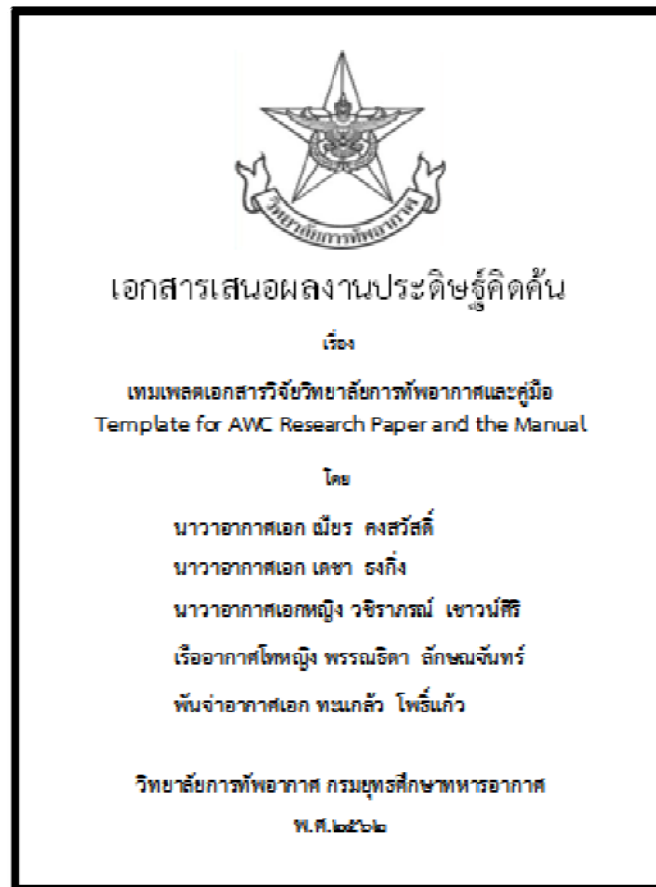 วิทยาลัยการทัพอากาศ
เอกสารเสนอผลงานประดิษฐ์คิดค้น
เรื่อง
เทมเพลตเอกสารวิจัยวิทยาลัยการทัพอากาศและคู่มือ
Template for AWC Research Paper and the Manual
โดย
นาวาอากาศเอก เณียร คงสวัสดิ์
นาวาอากาศเอก เดชา ธงกิ่ง
นาวาอากาศเอกหญิง วชิราภรณ์ เชาวน์ศิริ
เรืออากาศโทหญิง พรรณธิดา ลักษณจันทร์
พันจ่าอากาศเอก ทะแกล้ว โพธิ์แก้ว
วิทยาลัยการทัพอากาศ กรมยุทธศึกษาทหารอากาศ
พ.ศ.๒๕๖๒